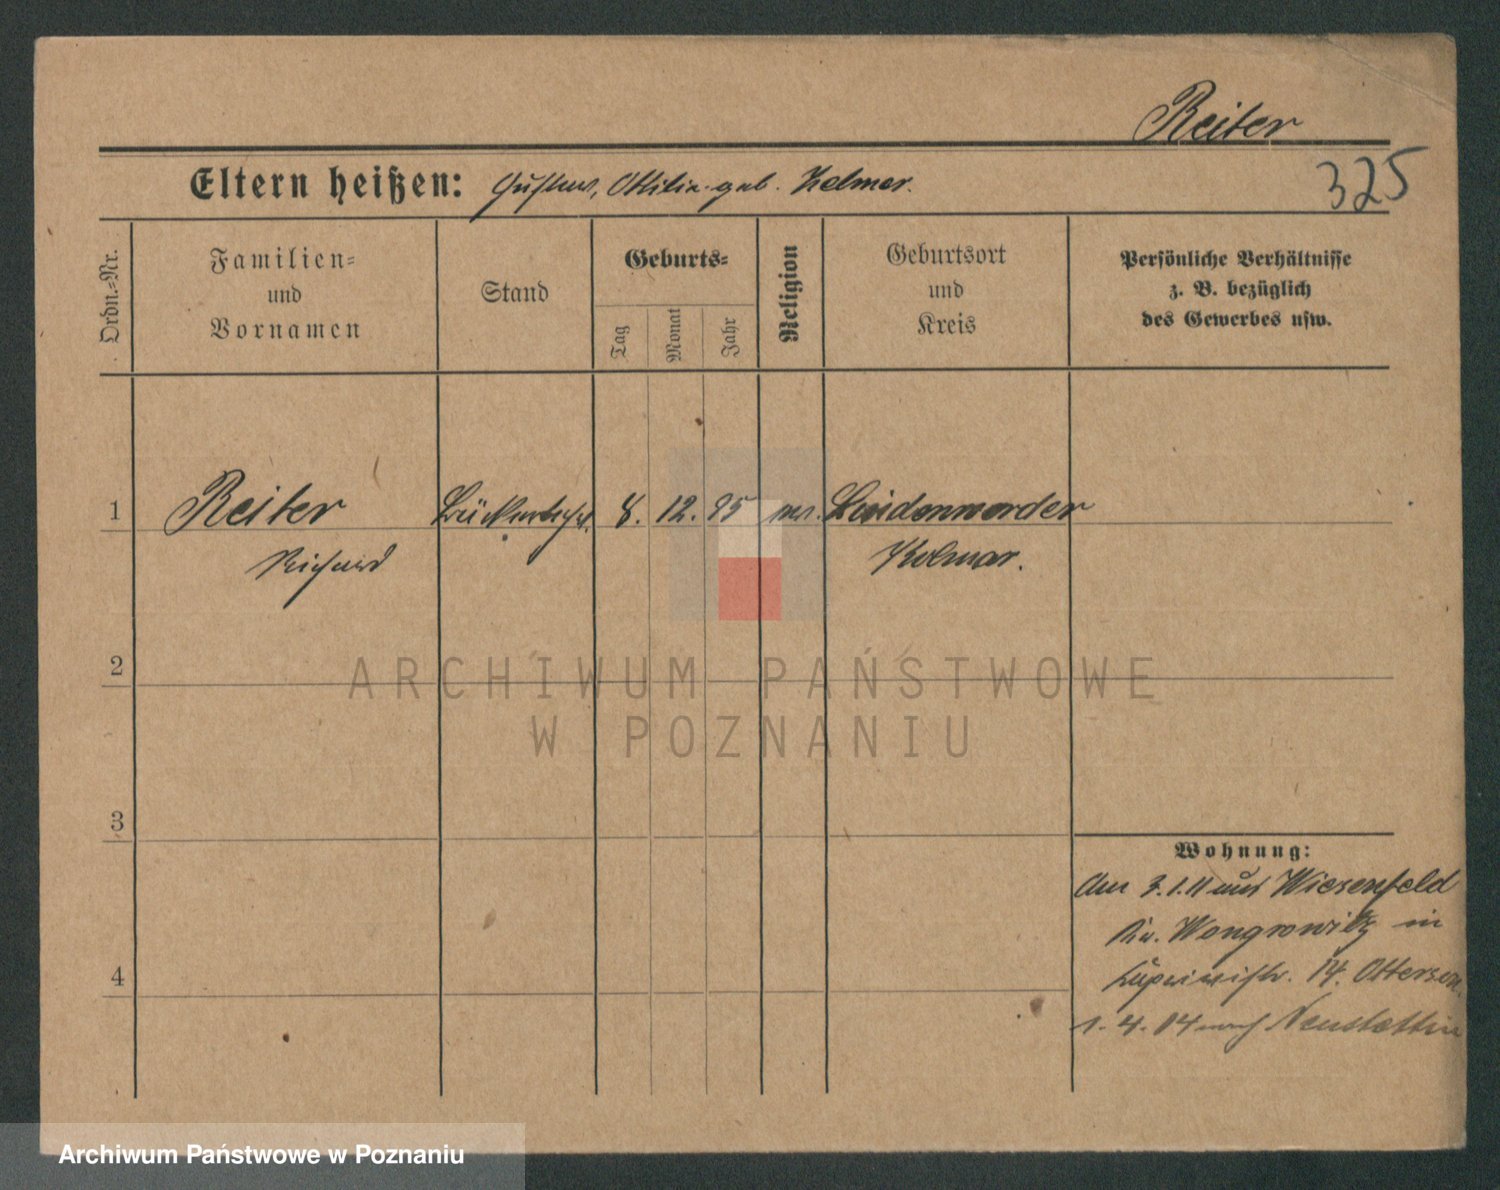 Reiter
325
Eltern heißen: Gustav, Ottilie geb. Kelmer.
Ordn.=Nr.
Familien=
und
Vornamen
Stand
Geburts=
Tag
Monat
Jahr
Religion
Geburtsort
und
Kreis
Persönliche Verhältnisse
z. B. bezüglich
des Gewerbes usw.
1 Reiter 8. 12. 95 Lindenwerder
Richard Kolmar.
2
3
4
Wohnung:
Am 3.1.11 aus Wiesenfeld
Kr. Wongrowitz in
14. Ottersen.
1. 4. 14 nach Neustettin
ARCHIWUM PAŃSTWOWE
W POZNANIU
Archiwum Państwowe w Poznaniu